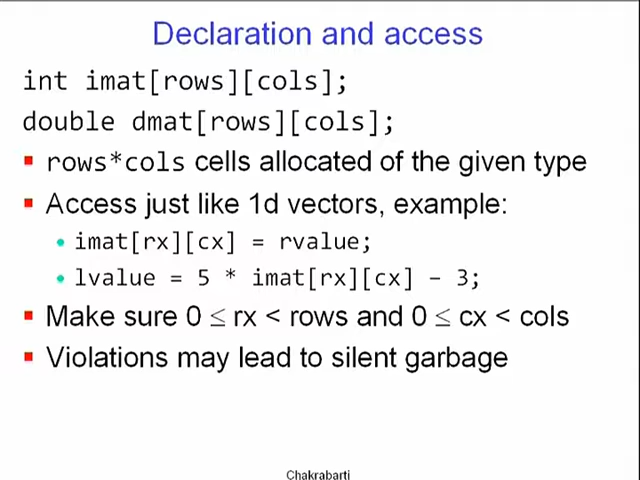 Declaration and access
int imat[rows][cols];
double dmat[rows][cols];
▪ rows*cols cells allocated of the given type
▪ Access just like 1d vectors, example:
• imat[rx][cx] = rvalue;
• lvalue = 5 * imat[rx][cx] – 3;
▪ Make sure 0 ≤ rx < rows and 0 ≤ cx < cols
▪ Violations may lead to silent garbage
Chakrabarti